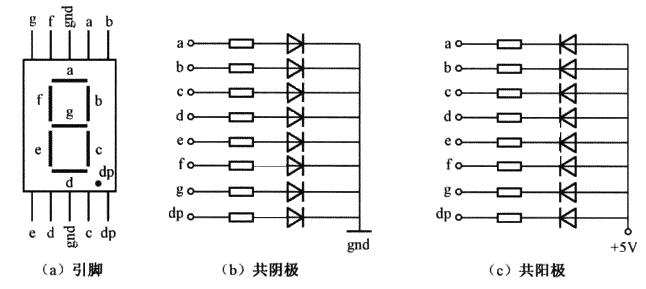 g f gnd a b
a
f b
g
e c
d dp
e d gnd c dp
(a) 引脚
a
b
c
d
e
f
g
dp
gnd
(b) 共阴极
a
b
c
d
e
f
g
dp
+5V
(c) 共阳极